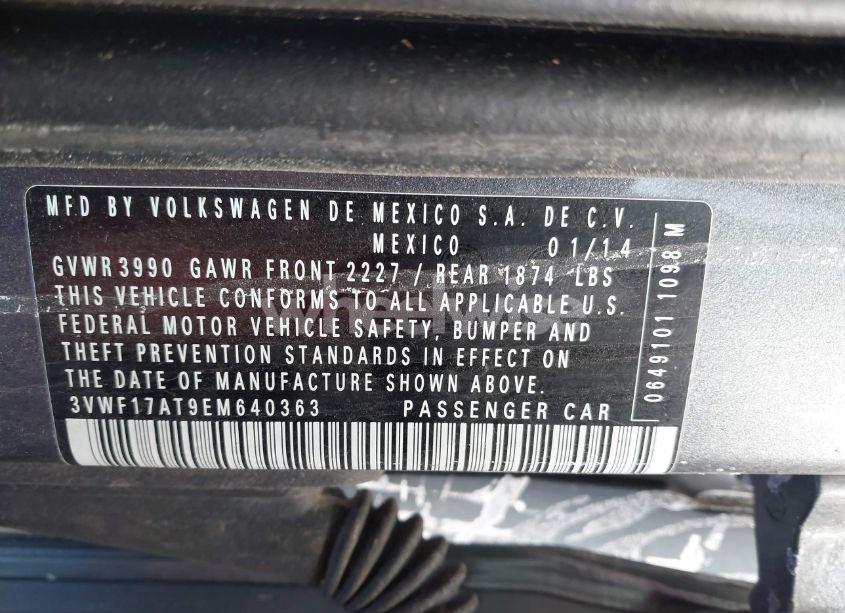 MFD BY VOLKSWAGEN DE MEXICO S.A. DE C.V.
MEXICO 01/14
GVWR 3990 GAWR FRONT 2227 / REAR 1874 LBS
THIS VEHICLE CONFORMS TO ALL APPLICABLE U.S.
FEDERAL MOTOR VEHICLE SAFETY, BUMPER AND
THEFT PREVENTION STANDARDS IN EFFECT ON
THE DATE OF MANUFACTURE SHOWN ABOVE.
3VWF17AT9EM640363 PASSENGER CAR
0649101 1098 M